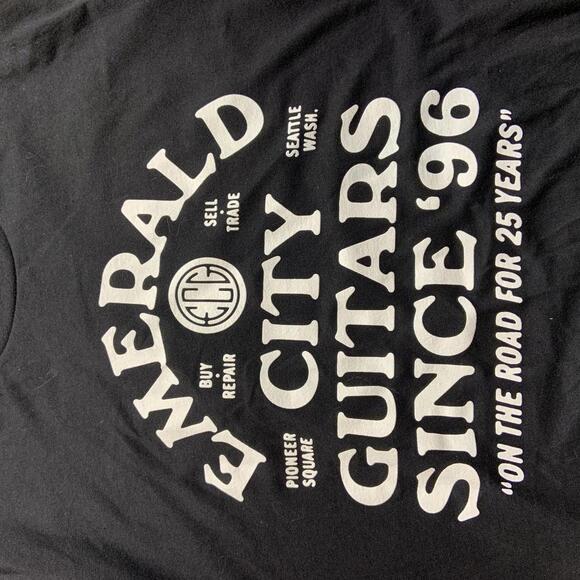 EMERALD
BUY • REPAIR
ECG
SELL • TRADE
PIONEER SQUARE
CITY
SEATTLE WASH.
GUITARS
SINCE '96
"ON THE ROAD FOR 25 YEARS"